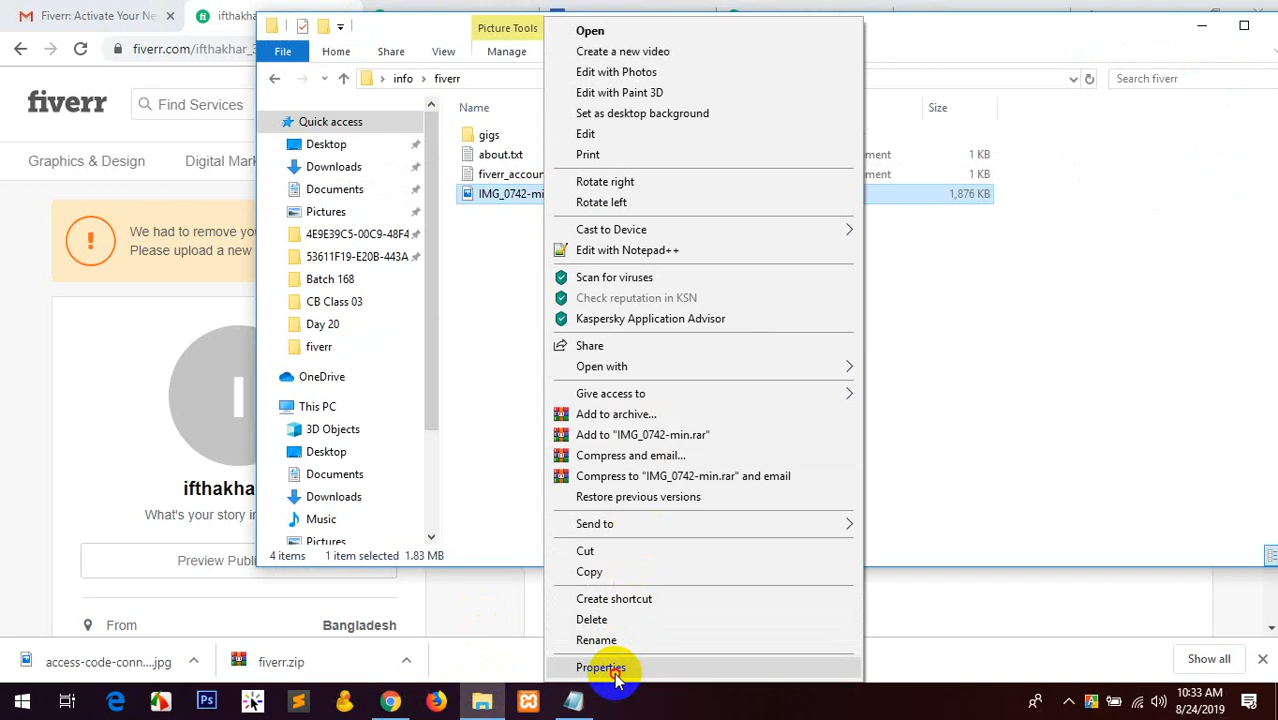 Fiverr: Activate Your Ne
ifthakha
fiverr.com/ifthakhar_
fiverr
Find Services
Graphics & Design
Digital Mark
We had to remove you
Please upload a new
I
ifthakha
What's your story in
Preview Publi
From
Bangladesh
Picture Tools
File
Home
Share
View
Manage
info
fiverr
Search fiverr
Name
Size
Quick access
Desktop
Downloads
Documents
Pictures
4E9E39C5-00C9-48F4
53611F19-E20B-443A
Batch 168
CB Class 03
Day 20
fiverr
OneDrive
This PC
3D Objects
Desktop
Documents
Downloads
Music
Pictures
gigs
about.txt
ment
1 KB
fiverr_accoun
ment
1 KB
IMG_0742-mi
1,876 KB
4 items
1 item selected
1.83 MB
Open
Create a new video
Edit with Photos
Edit with Paint 3D
Set as desktop background
Edit
Print
Rotate right
Rotate left
Cast to Device
Edit with Notepad++
Scan for viruses
Check reputation in KSN
Kaspersky Application Advisor
Share
Open with
Give access to
Add to archive...
Add to "IMG_0742-min.rar"
Compress and email...
Compress to "IMG_0742-min.rar" and email
Restore previous versions
Send to
Cut
Copy
Create shortcut
Delete
Rename
Properties
access-code-conn....jpg
fiverr.zip
Show all
10:33 AM
8/24/2019